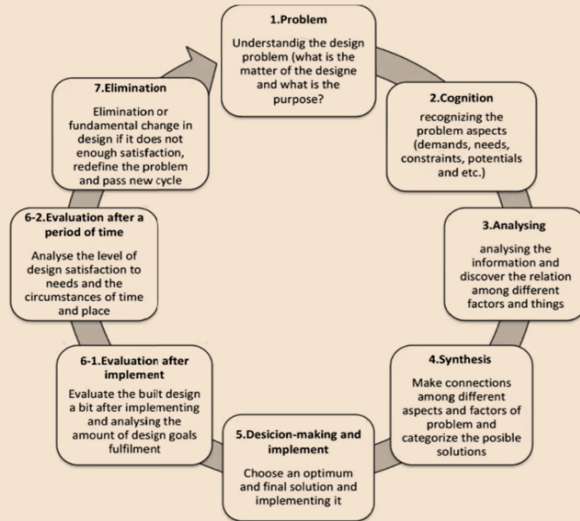 1.Problem
Understandig the design
problem (what is the
matter of the designe
and what is the
purpose?
2.Cognition
recognizing the
problem aspects
(demands, needs,
constraints, potentials
and etc.)
3.Analysing
analysing the
information and
discover the relation
among different
factors and things
4.Synthesis
Make connections
among different
aspects and factors of
problem and
categorize the posible
solutions
5.Desicion-making and
implement
Choose an optimum
and final solution and
implementing it
6-1.Evaluation after
implement
Evaluate the built design
a bit after implementing
and analysing the
amount of design goals
fulfilment
6-2.Evaluation after a
period of time
Analyse the level of
design satisfaction to
needs and the
circumstances of time
and place
7.Elimination
Elimination or
fundamental change in
design if it does not
enough satisfaction,
redefine the problem
and pass new cycle